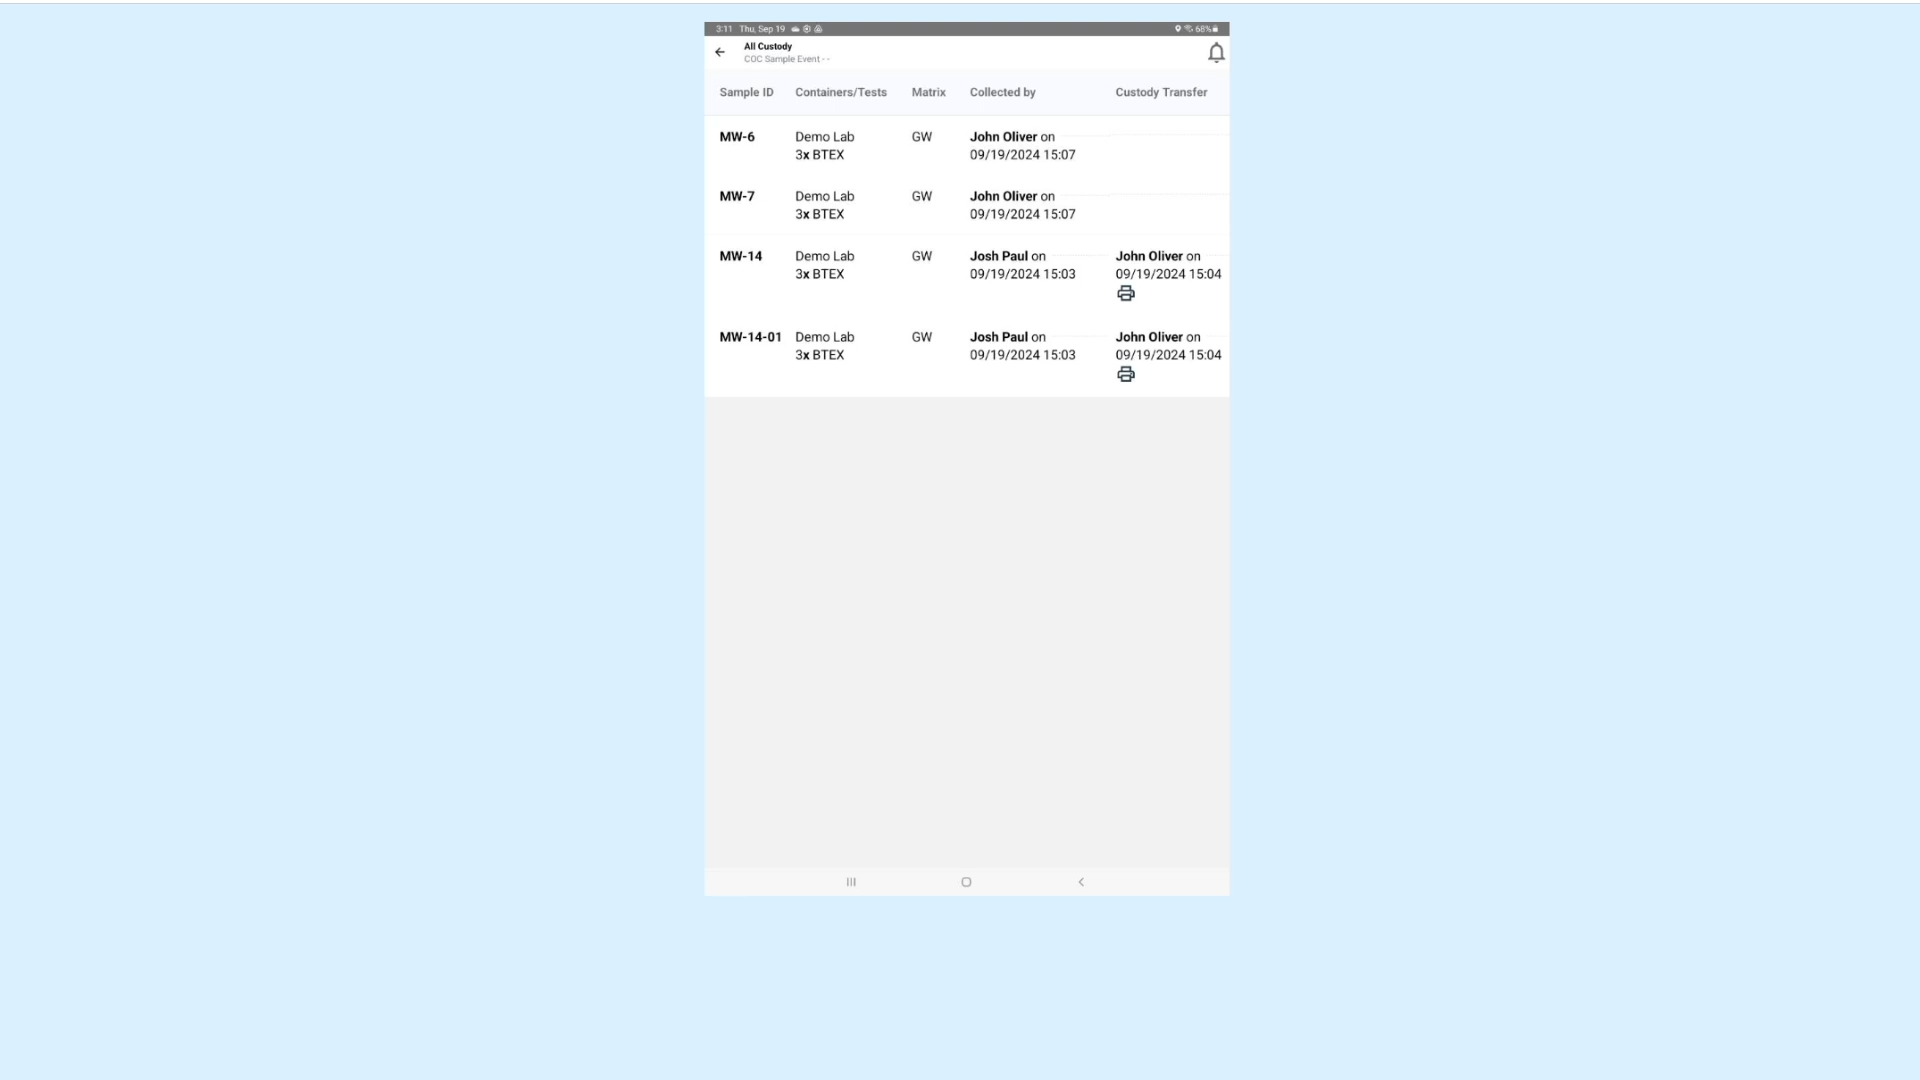 3:11 Thu, Sep 19
68%
All Custody
COC Sample Event - -
Sample ID Containers/Tests Matrix Collected by Custody Transfer
MW-6 Demo Lab GW John Oliver on
3x BTEX 09/19/2024 15:07
MW-7 Demo Lab GW John Oliver on
3x BTEX 09/19/2024 15:07
MW-14 Demo Lab GW Josh Paul on John Oliver on
3x BTEX 09/19/2024 15:03 09/19/2024 15:04
MW-14-01 Demo Lab GW Josh Paul on John Oliver on
3x BTEX 09/19/2024 15:03 09/19/2024 15:04